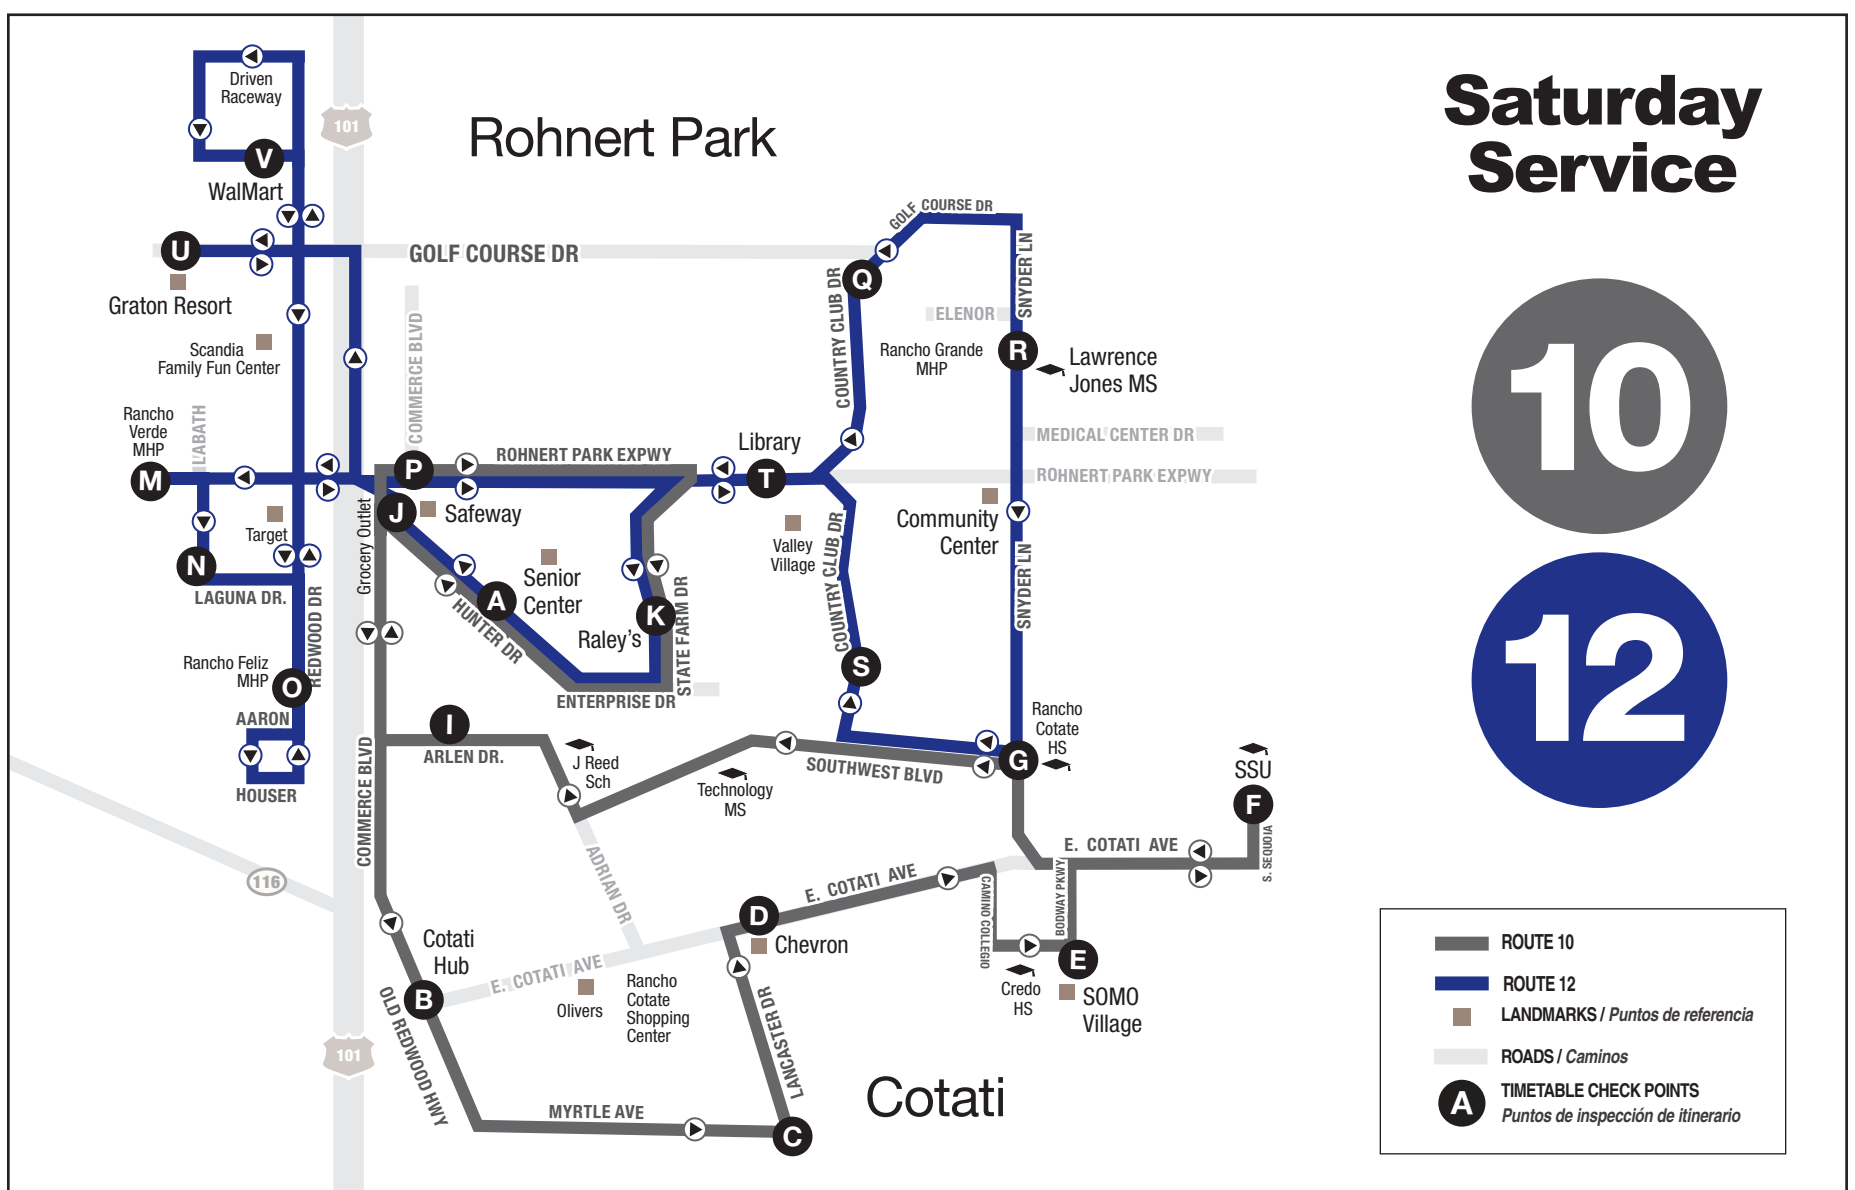 Saturday
Service
10
12
Rohnert Park
Cotati
Driven
Raceway
V
WalMart
101
U
Graton Resort
GOLF COURSE DR
GOLF COURSE DR
Q
COUNTRY CLUB DR
SNYDER LN
ELENOR
Rancho Grande
MHP
R
Lawrence
Jones MS
Scandia
Family Fun Center
COMMERCE BLVD
Rancho
Verde
MHP
LABATH
M
MEDICAL CENTER DR
ROHNERT PARK EXPWY
ROHNERT PARK EXPWY
P
Library
T
J
Safeway
Grocery Outlet
Target
N
LAGUNA DR.
REDWOOD DR
Senior
Center
A
HUNTER DR
K
Raley's
STATE FARM DR
ENTERPRISE DR
Valley
Village
COUNTRY CLUB DR
Community
Center
SNYDER LN
S
Rancho Feliz
MHP
O
AARON
HOUSER
I
ARLEN DR.
J Reed
Sch
Technology
MS
SOUTHWEST BLVD
Rancho
Cotate
HS
G
SSU
F
S. SEQUOIA
E. COTATI AVE
COMMERCE BLVD
116
ADRIAN DR
E. COTATI AVE
CAMINO COLLEGIO
BODWAY PKWY
D
Chevron
Cotati
Hub
B
E. COTATI AVE
Olivers
Rancho
Cotate
Shopping
Center
Credo
HS
E
SOMO
Village
101
OLD REDWOOD HWY
LANCASTER DR
MYRTLE AVE
C
ROUTE 10
ROUTE 12
LANDMARKS / Puntos de referencia
ROADS / Caminos
A
TIMETABLE CHECK POINTS
Puntos de inspección de itinerario